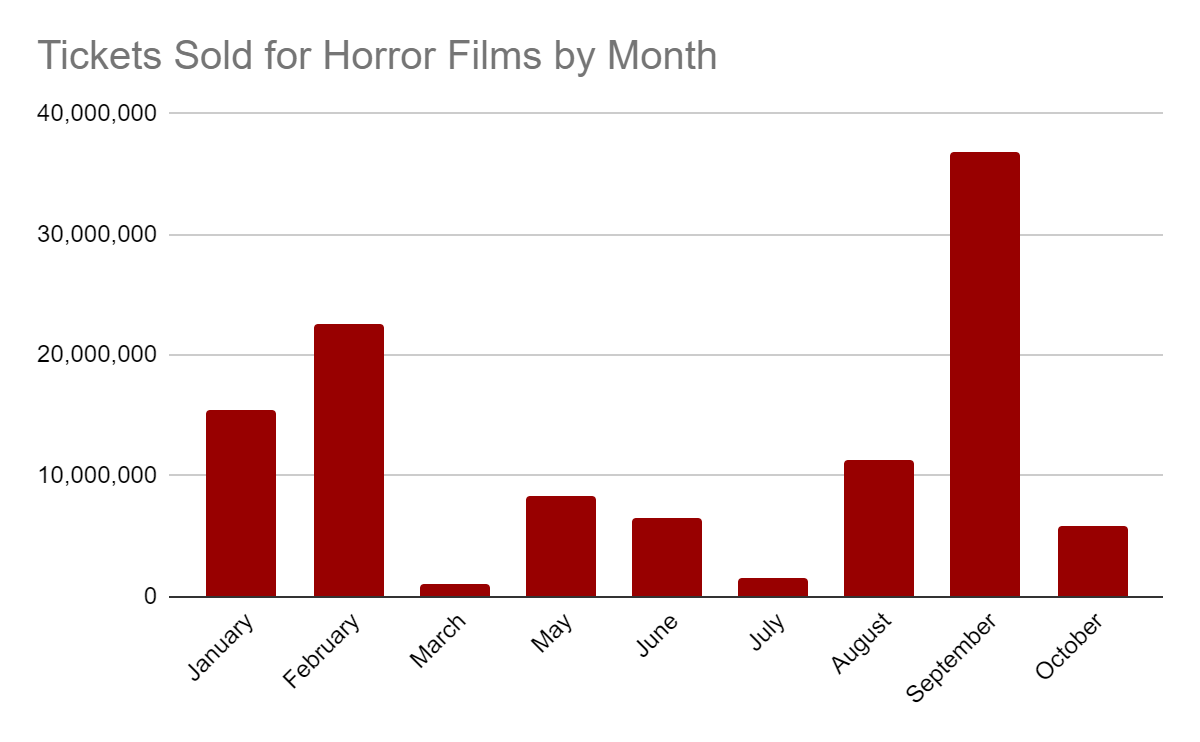 Tickets Sold for Horror Films by Month
40,000,000
30,000,000
20,000,000
10,000,000
0
January
February
March
May
June
July
August
September
October